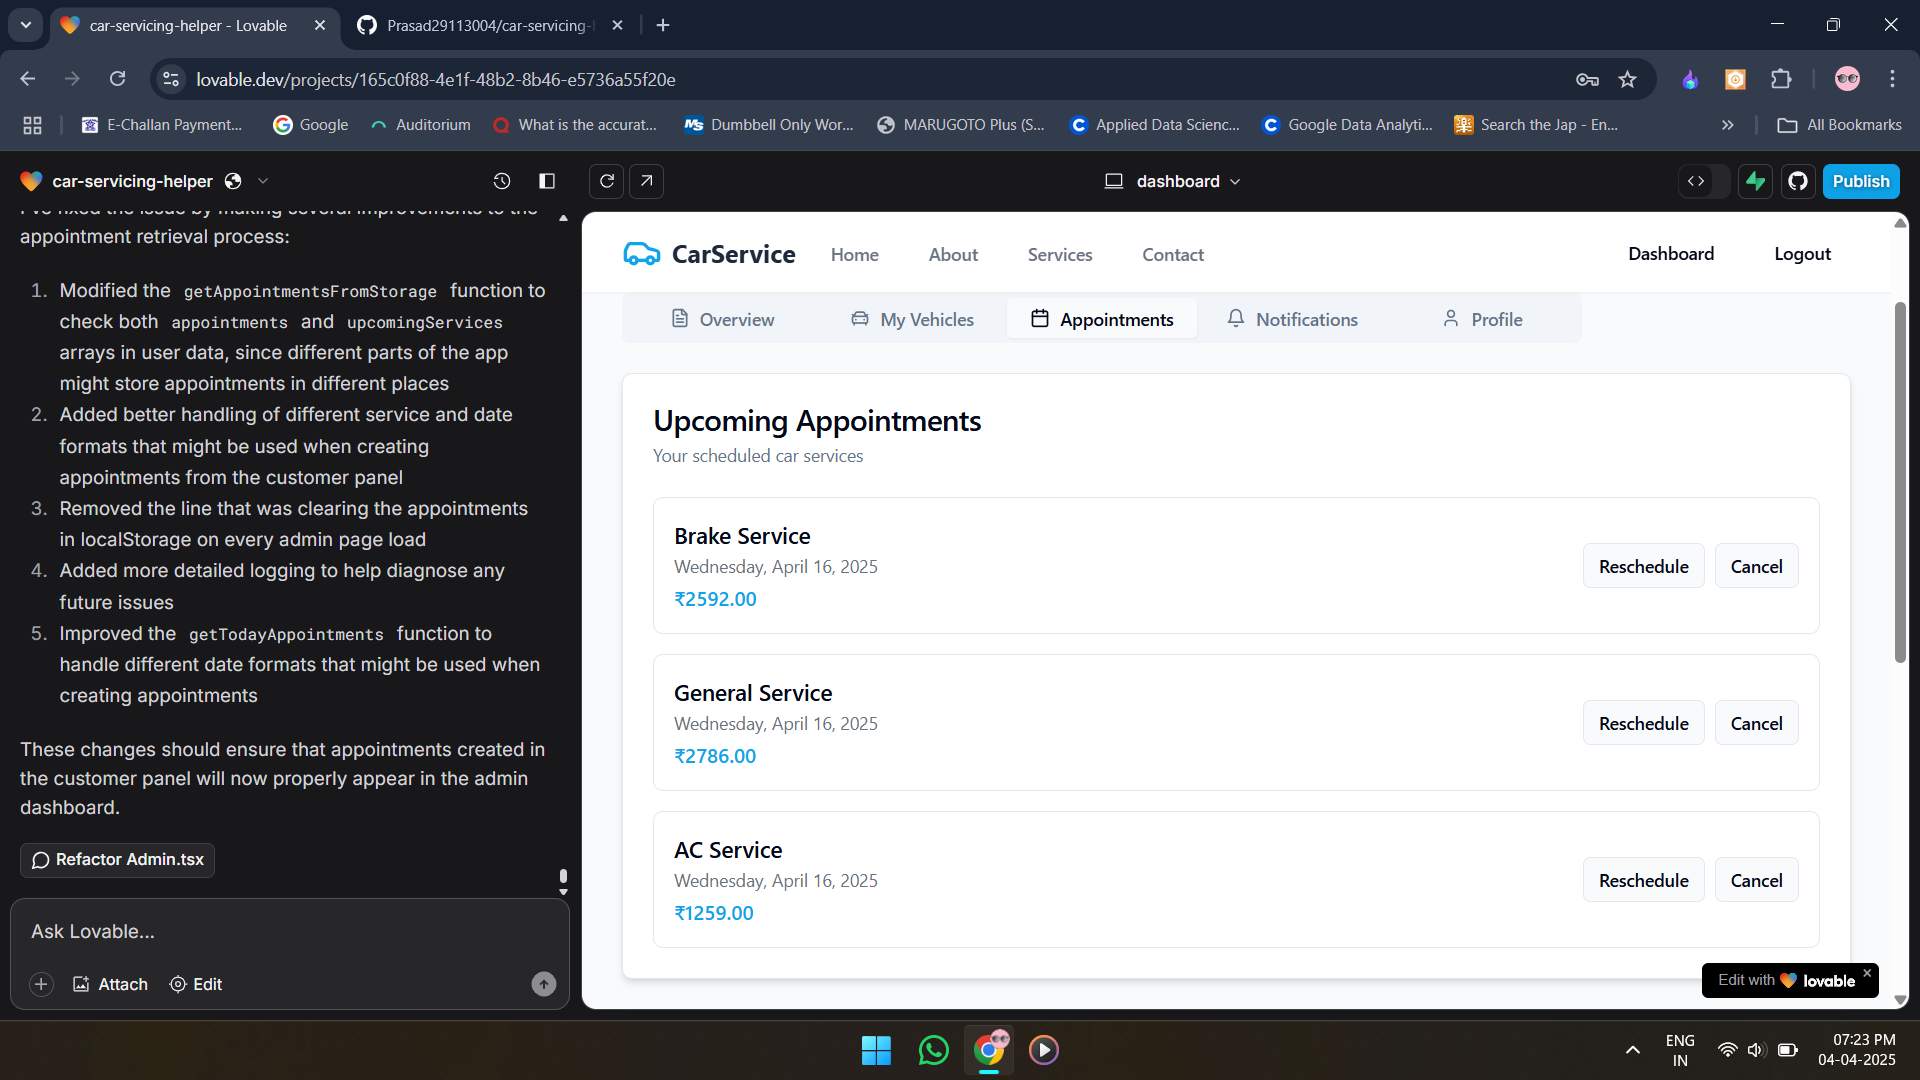 car-servicing-helper - Lovable
Prasad29113004/car-servicing-
lovable.dev/projects/165c0f88-4e1f-48b2-8b46-e5736a55f20e
E-Challan Payment...
Google
Auditorium
What is the accurat...
Dumbbell Only Wor...
MARUGOTO Plus (S...
Applied Data Scienc...
Google Data Analyti...
Search the Jap - En...
All Bookmarks
car-servicing-helper
dashboard
Publish
I've fixed the issue by making several improvements to the
appointment retrieval process:
1. Modified the getAppointmentsFromStorage function to
check both appointments and upcomingServices
arrays in user data, since different parts of the app
might store appointments in different places
2. Added better handling of different service and date
formats that might be used when creating
appointments from the customer panel
3. Removed the line that was clearing the appointments
in localStorage on every admin page load
4. Added more detailed logging to help diagnose any
future issues
5. Improved the getTodayAppointments function to
handle different date formats that might be used when
creating appointments
These changes should ensure that appointments created in
the customer panel will now properly appear in the admin
dashboard.
Refactor Admin.tsx
Ask Lovable...
Attach
Edit
CarService
Home
About
Services
Contact
Dashboard
Logout
Overview
My Vehicles
Appointments
Notifications
Profile
Upcoming Appointments
Your scheduled car services
Brake Service
Wednesday, April 16, 2025
₹2592.00
Reschedule
Cancel
General Service
Wednesday, April 16, 2025
₹2786.00
Reschedule
Cancel
AC Service
Wednesday, April 16, 2025
₹1259.00
Reschedule
Cancel
Edit with lovable
ENG
IN
07:23 PM
04-04-2025